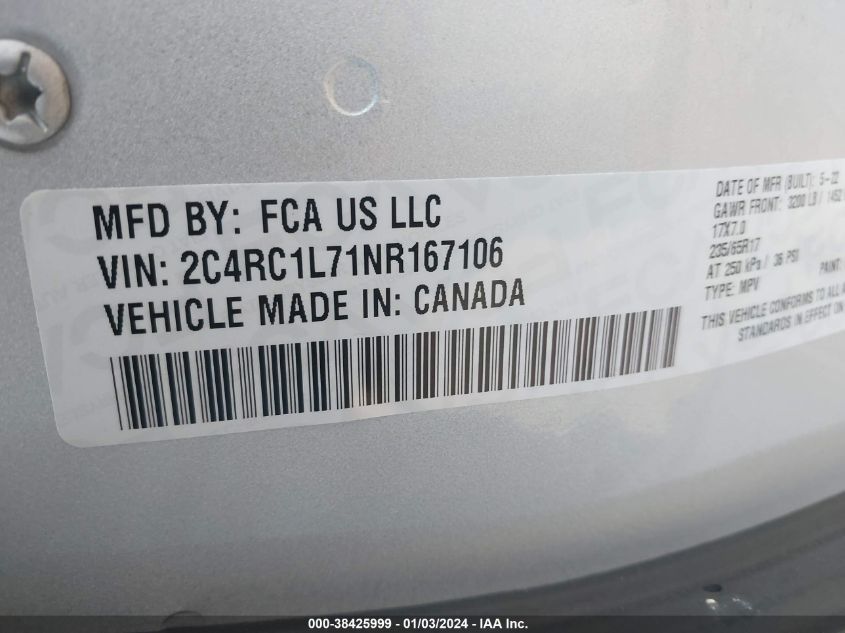 MFD BY: FCA US LLC
VIN: 2C4RC1L71NR167106
VEHICLE MADE IN: CANADA
DATE OF MFR (BUILT): 5-22
GAWR FRONT: 3200 LB / 1452
17X7.0
235/65R17
AT 250 kPa / 36 PSI
PAINT:
TYPE: MPV
THIS VEHICLE CONFORMS TO ALL
STANDARDS IN EFFECT ON
000-38425999 - 01/03/2024 - IAA Inc.